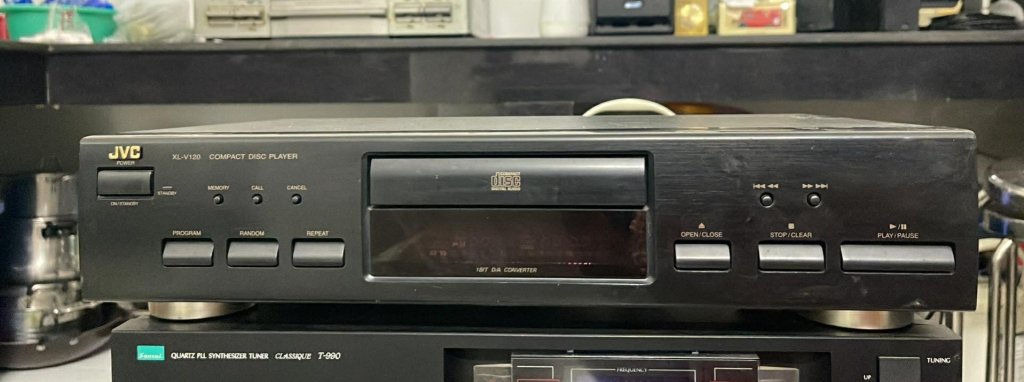 JVC
XL-V120 COMPACT DISC PLAYER
POWER
STANDBY
ON/STANDBY
MEMORY CALL CANCEL
PROGRAM RANDOM REPEAT
COMPACT
disc
DIGITAL AUDIO
1BIT D/A CONVERTER
OPEN/CLOSE STOP/CLEAR PLAY/PAUSE
Sansui QUARTZ PLL SYNTHESIZER TUNER CLASSIQUE T-990
FREQUENCY
TUNING
UP